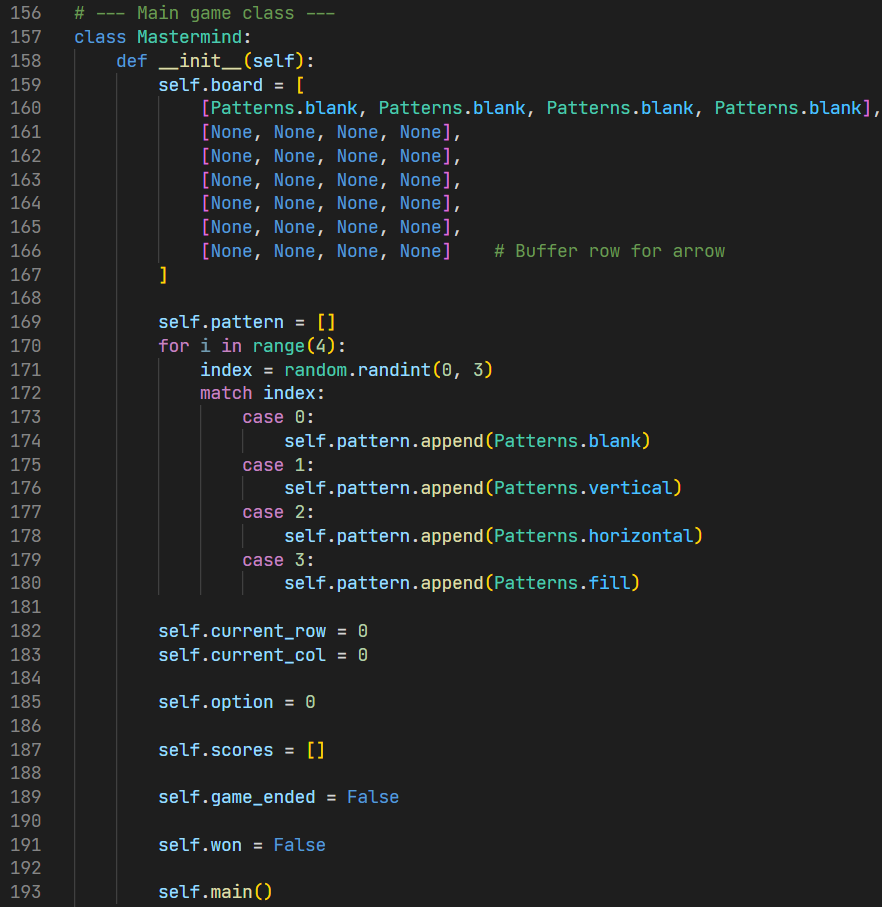 156 # --- Main game class ---
157 class Mastermind:
158     def __init__(self):
159         self.board = [
160             [Patterns.blank, Patterns.blank, Patterns.blank, Patterns.blank],
161             [None, None, None, None],
162             [None, None, None, None],
163             [None, None, None, None],
164             [None, None, None, None],
165             [None, None, None, None],
166             [None, None, None, None]    # Buffer row for arrow
167         ]
168
169         self.pattern = []
170         for i in range(4):
171             index = random.randint(0, 3)
172             match index:
173                 case 0:
174                     self.pattern.append(Patterns.blank)
175                 case 1:
176                     self.pattern.append(Patterns.vertical)
177                 case 2:
178                     self.pattern.append(Patterns.horizontal)
179                 case 3:
180                     self.pattern.append(Patterns.fill)
181
182         self.current_row = 0
183         self.current_col = 0
184
185         self.option = 0
186
187         self.scores = []
188
189         self.game_ended = False
190
191         self.won = False
192
193         self.main()